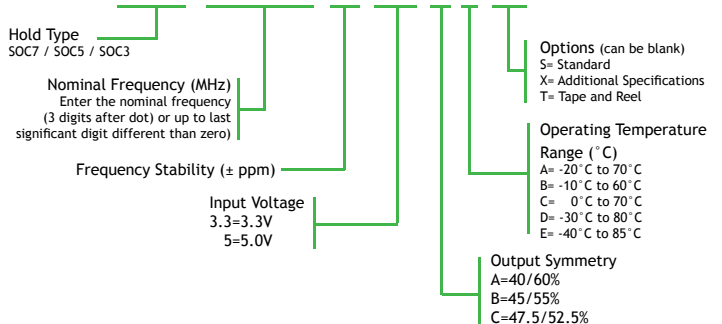 Hold Type
SOC7 / SOC5 / SOC3
Nominal Frequency (MHz)
Enter the nominal frequency
(3 digits after dot) or up to last
significant digit different than zero)
Frequency Stability (± ppm)
Input Voltage
3.3=3.3V
5=5.0V
Options (can be blank)
S= Standard
X= Additional Specifications
T= Tape and Reel
Operating Temperature
Range (°C)
A= -20°C to 70°C
B= -10°C to 60°C
C= 0°C to 70°C
D= -30°C to 80°C
E= -40°C to 85°C
Output Symmetry
A=40/60%
B=45/55%
C=47.5/52.5%